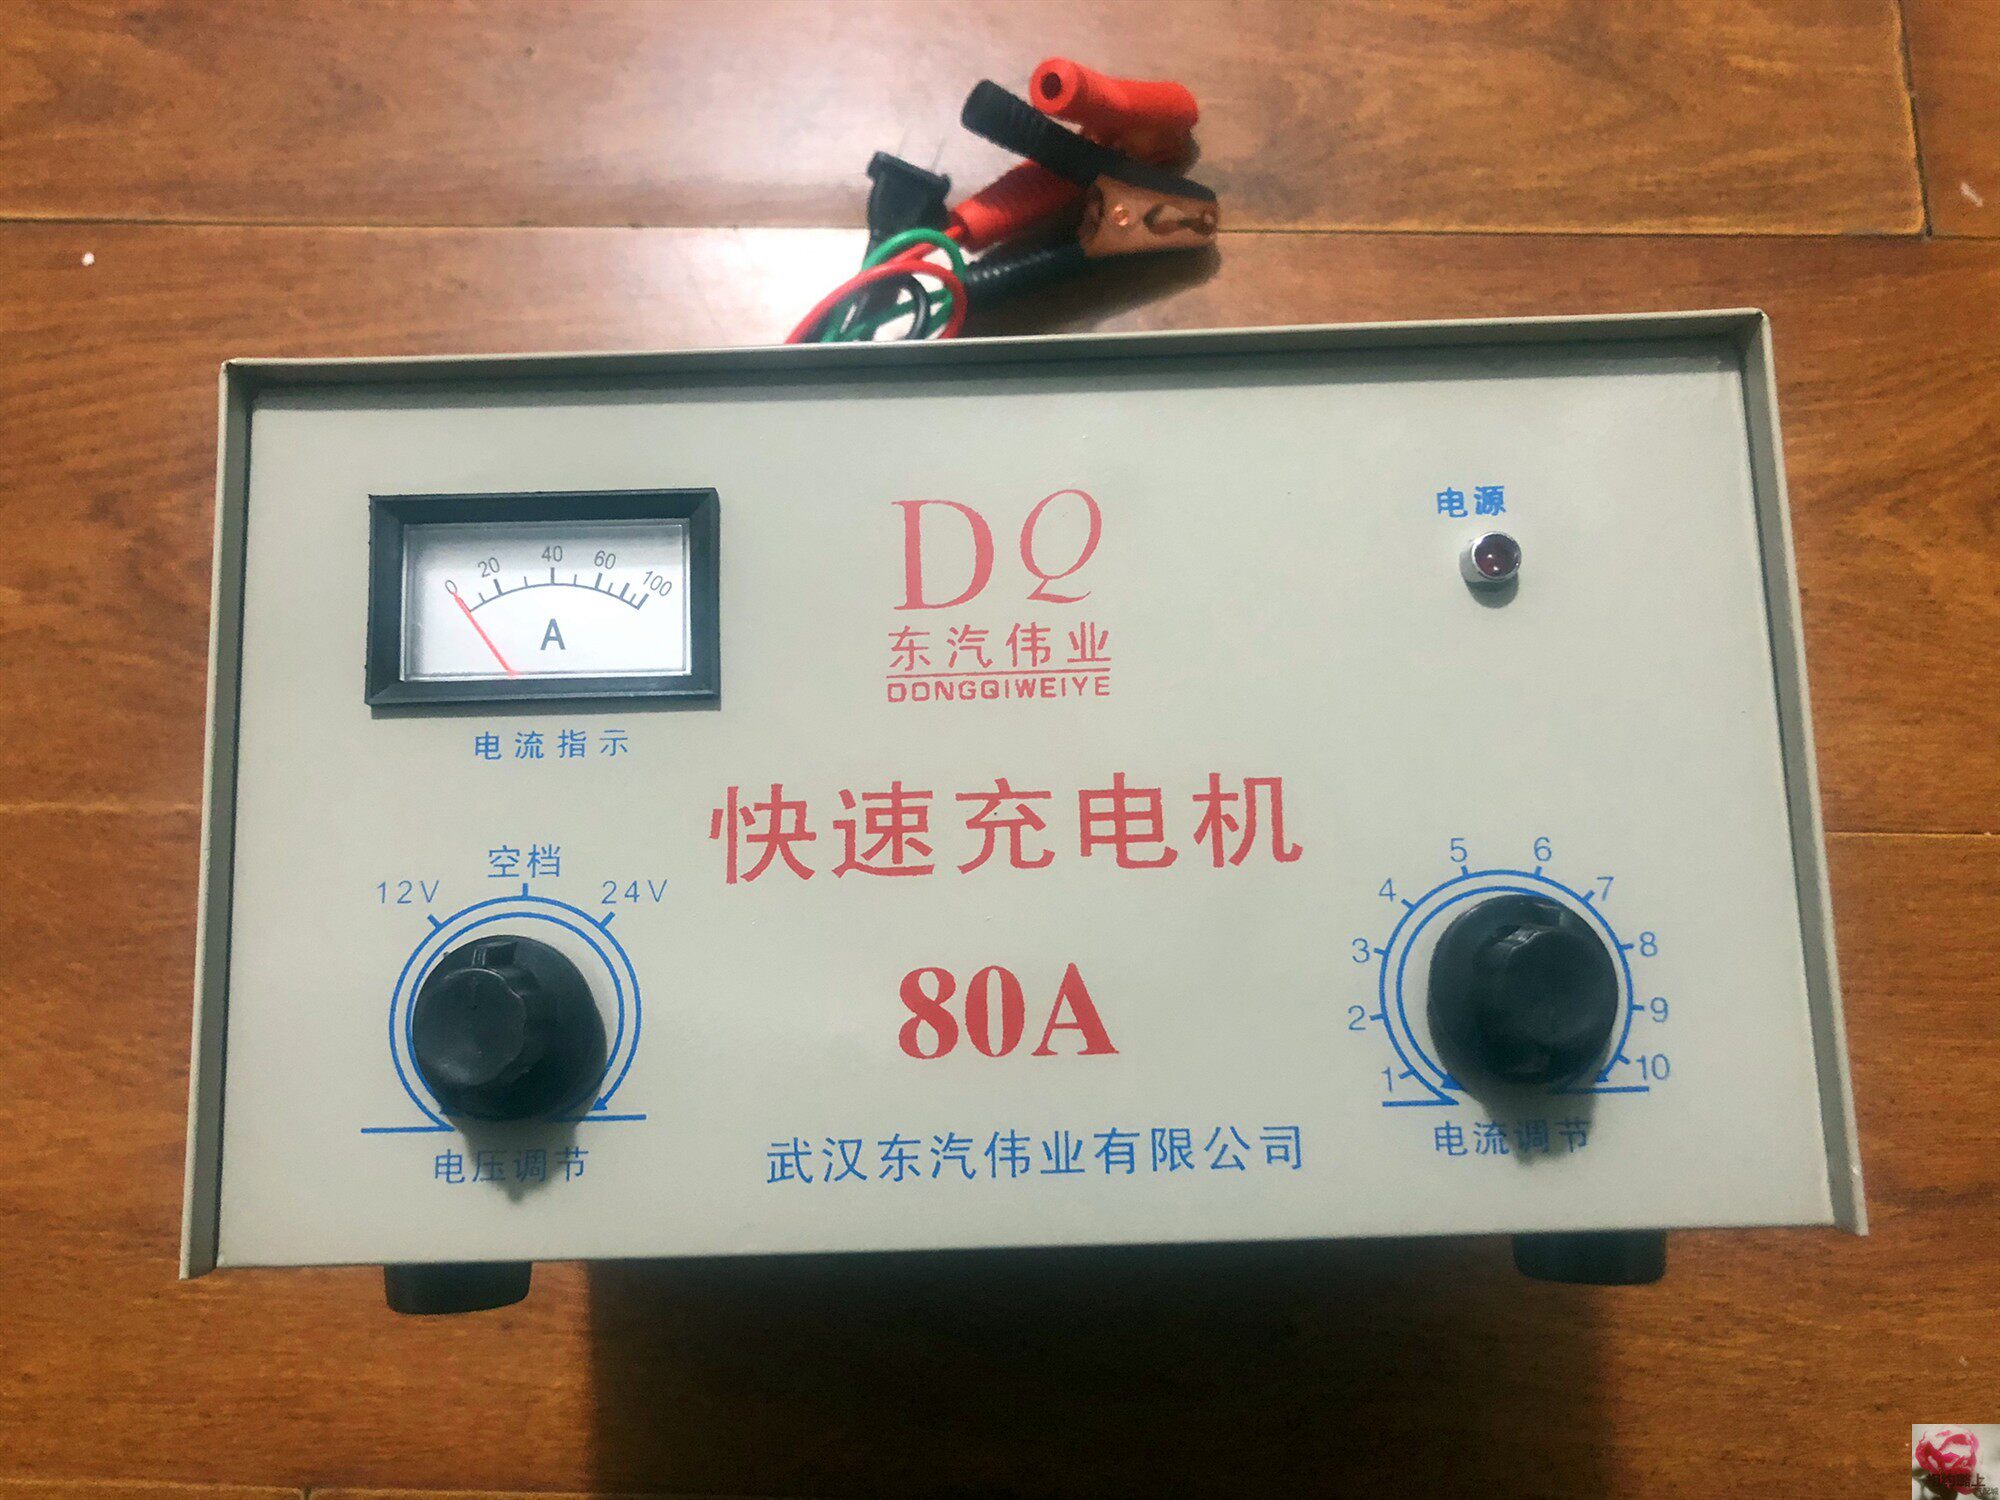 0 20 40 60 100
A
电流指示
DQ
东汽伟业
DONGQIWEIYE
电源
快速充电机
80A
12V 空档 24V
电压调节
1 2 3 4 5 6 7 8 9 10
电流调节
武汉东汽伟业有限公司